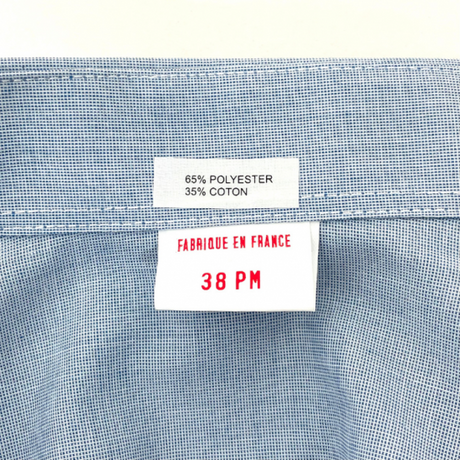 65% POLYESTER
35% COTON
FABRIQUE EN FRANCE
38 PM